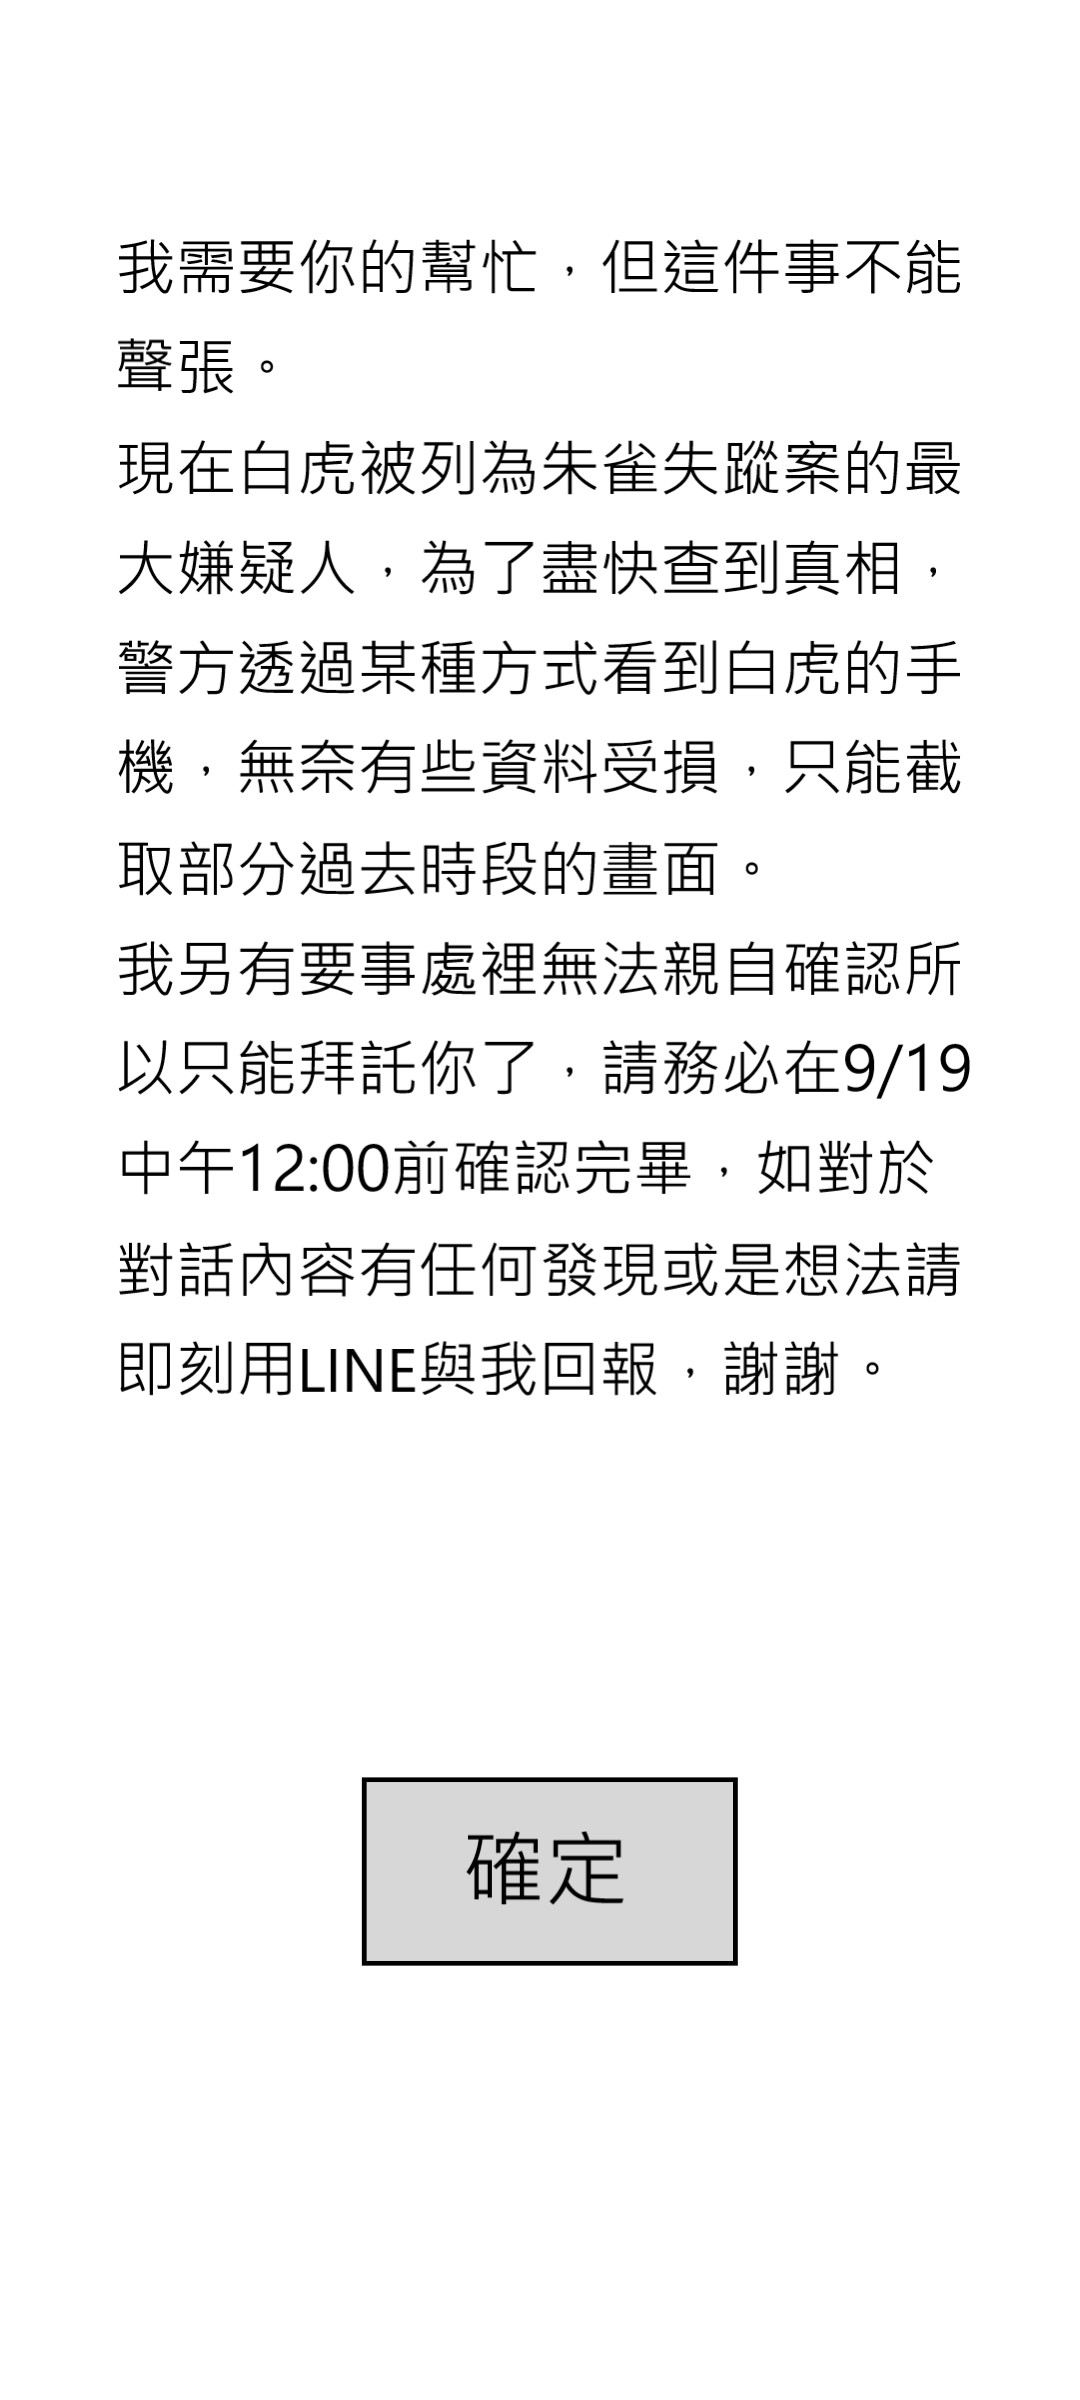 我需要你的幫忙，但這件事不能
聲張。
現在白虎被列為朱雀失蹤案的最
大嫌疑人，為了盡快查到真相，
警方透過某種方式看到白虎的手
機，無奈有些資料受損，只能截
取部分過去時段的畫面。
我另有要事處裡無法親自確認所
以只能拜託你了，請務必在9/19
中午12:00前確認完畢，如對於
對話內容有任何發現或是想法請
即刻用LINE與我回報，謝謝。
確定